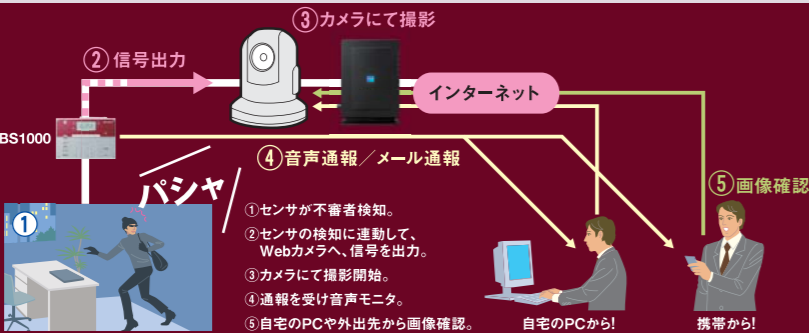 ③カメラにて撮影
②信号出力
インターネット
BS1000
④音声通報／メール通報
パシャ
⑤画像確認
①
①センサが不審者検知。
②センサの検知に連動して、
Webカメラへ、信号を出力。
③カメラにて撮影開始。
④通報を受け音声モニタ。
⑤自宅のPCや外出先から画像確認。
自宅のPCから!
携帯から!